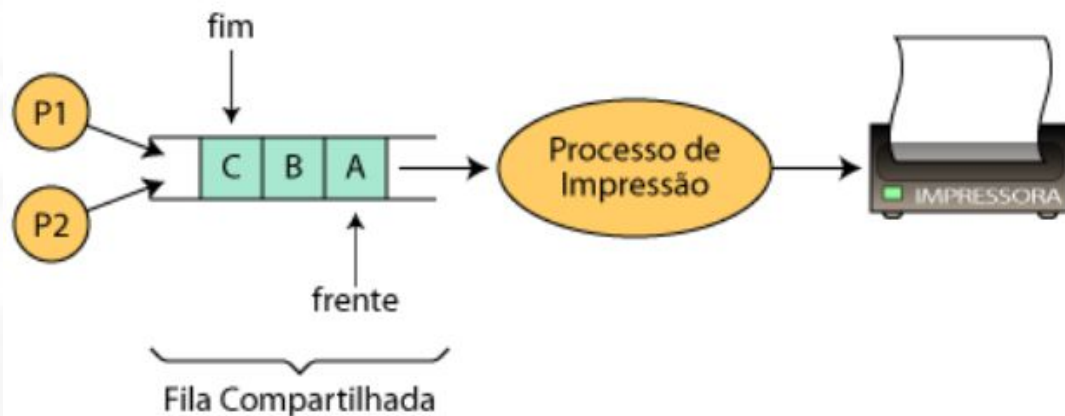 fim
P1
P2
C B A
Processo de
Impressão
IMPRESSORA
frente
Fila Compartilhada